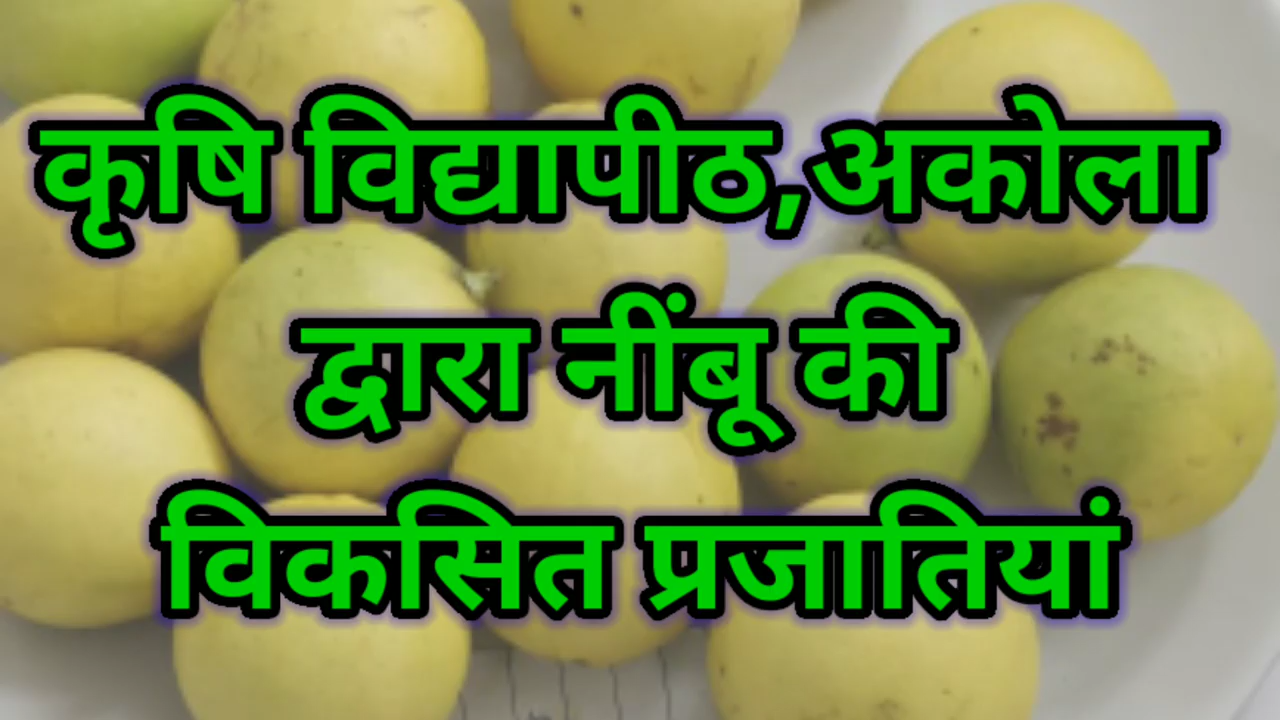 कृषि विद्यापीठ,अकोला
द्वारा नींबू की
विकसित प्रजातियां